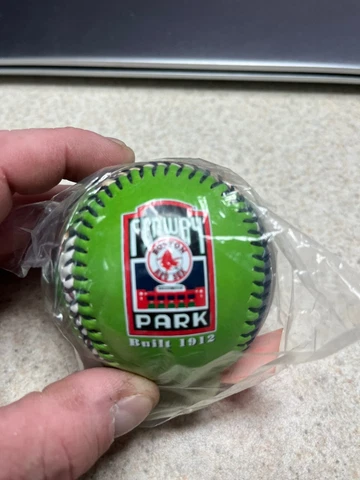 FENWAY
BOSTON
RED SOX
PARK
Built 1912